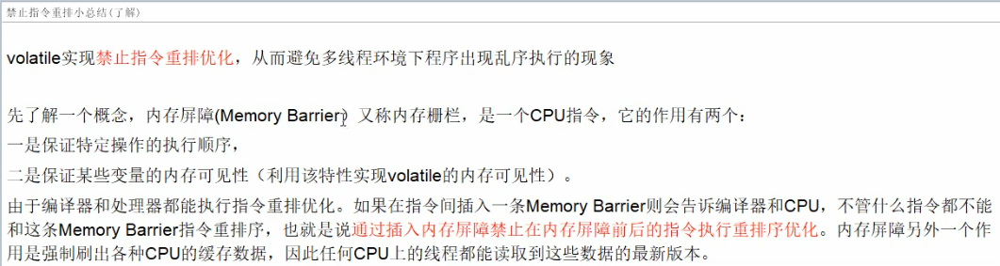 禁止指令重排小总结(了解)
volatile实现禁止指令重排优化，从而避免多线程环境下程序出现乱序执行的现象
先了解一个概念，内存屏障(Memory Barrier）又称内存栅栏，是一个CPU指令，它的作用有两个：
一是保证特定操作的执行顺序，
二是保证某些变量的内存可见性（利用该特性实现volatile的内存可见性）。
由于编译器和处理器都能执行指令重排优化。如果在指令间插入一条Memory Barrier则会告诉编译器和CPU，不管什么指令都不能
和这条Memory Barrier指令重排序，也就是说通过插入内存屏障禁止在内存屏障前后的指令执行重排序优化。内存屏障另外一个作
用是强制刷出各种CPU的缓存数据，因此任何CPU上的线程都能读取到这些数据的最新版本。